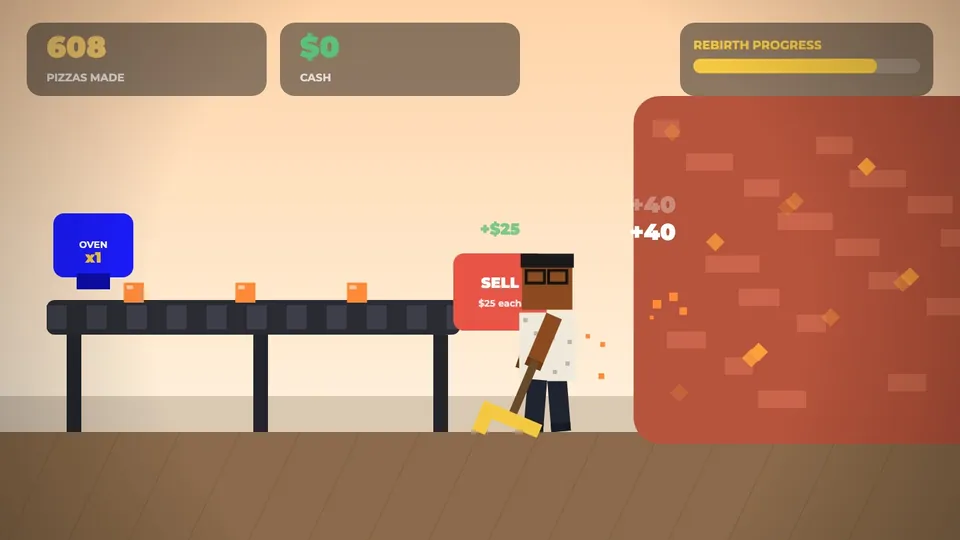 608
PIZZAS MADE
$0
CASH
REBIRTH PROGRESS
+40
+40
+$25
OVEN
x1
SELL
$25 each